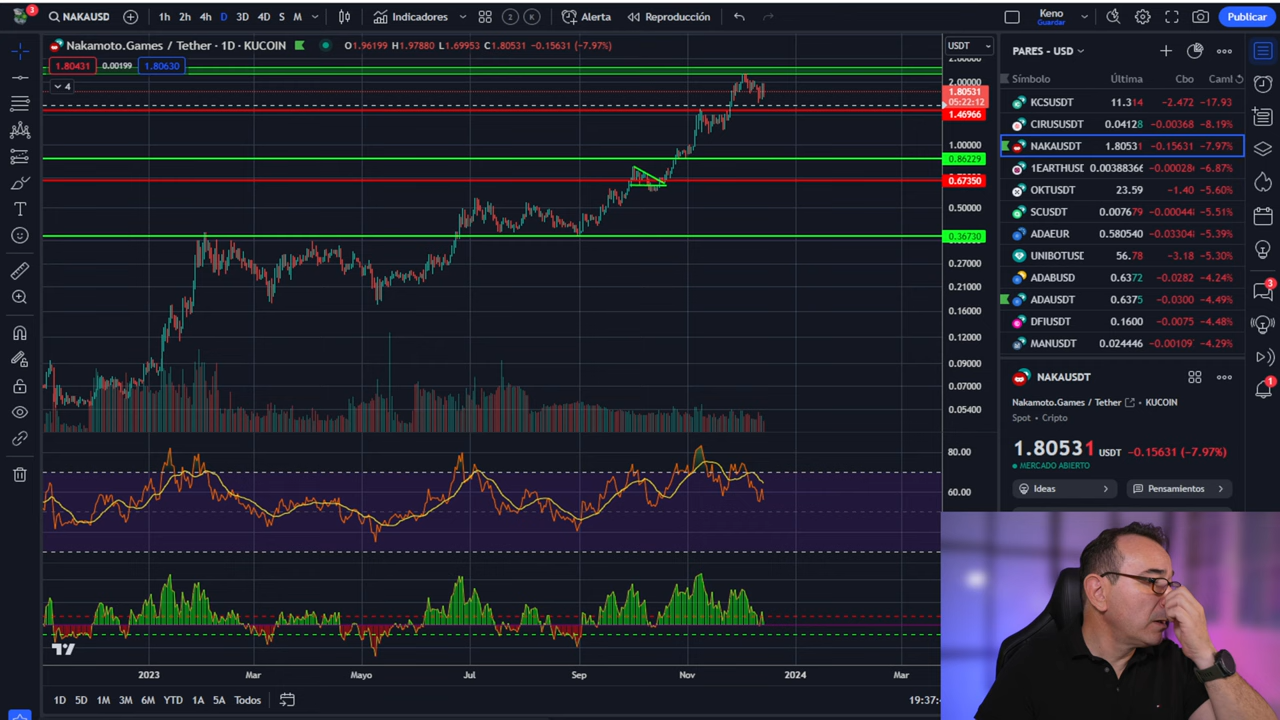 3
NAKAUSD
1h 2h 4h D 3D 4D S M
Indicadores
2 K
Alerta
Reproducción
Keno
Guardar
Publicar
Nakamoto.Games / Tether · 1D · KUCOIN
O1.96199 H1.97880 L1.69953 C1.80531 −0.15631 (−7.97%)
1.80431 0.00199 1.80630
4
USDT
2.00000
1.80531
05:22:12
1.46966
1.00000
0.86229
0.67350
0.50000
0.36730
0.27000
0.21000
0.16000
0.12000
0.09000
0.07000
0.05400
80.00
60.00
2023 Mar Mayo Jul Sep Nov 2024 Mar
1D 5D 1M 3M 6M YTD 1A 5A Todos
19:37:
PARES - USD
Símbolo Última Cbo Caml
KCSUSDT 11.314 −2.472 −17.93
CIRUSUSDT 0.04128 −0.00368 −8.19%
NAKAUSDT 1.80531 −0.15631 −7.97%
1EARTHUSD 0.00388366 −0.00028 −6.87%
OKTUSDT 23.59 −1.40 −5.60%
SCUSDT 0.007679 −0.00044 −5.51%
ADAEUR 0.580540 −0.03304 −5.39%
UNIBOTUSD 56.78 −3.18 −5.30%
ADABUSD 0.6372 −0.0282 −4.24%
ADAUSDT 0.6375 −0.0300 −4.49%
DFIUSDT 0.1600 −0.0075 −4.48%
MANUSDT 0.024446 −0.00109 −4.29%
NAKAUSDT
Nakamoto.Games / Tether · KUCOIN
Spot · Cripto
1.80531 USDT −0.15631 (−7.97%)
MERCADO ABIERTO
Ideas
Pensamientos
3
1